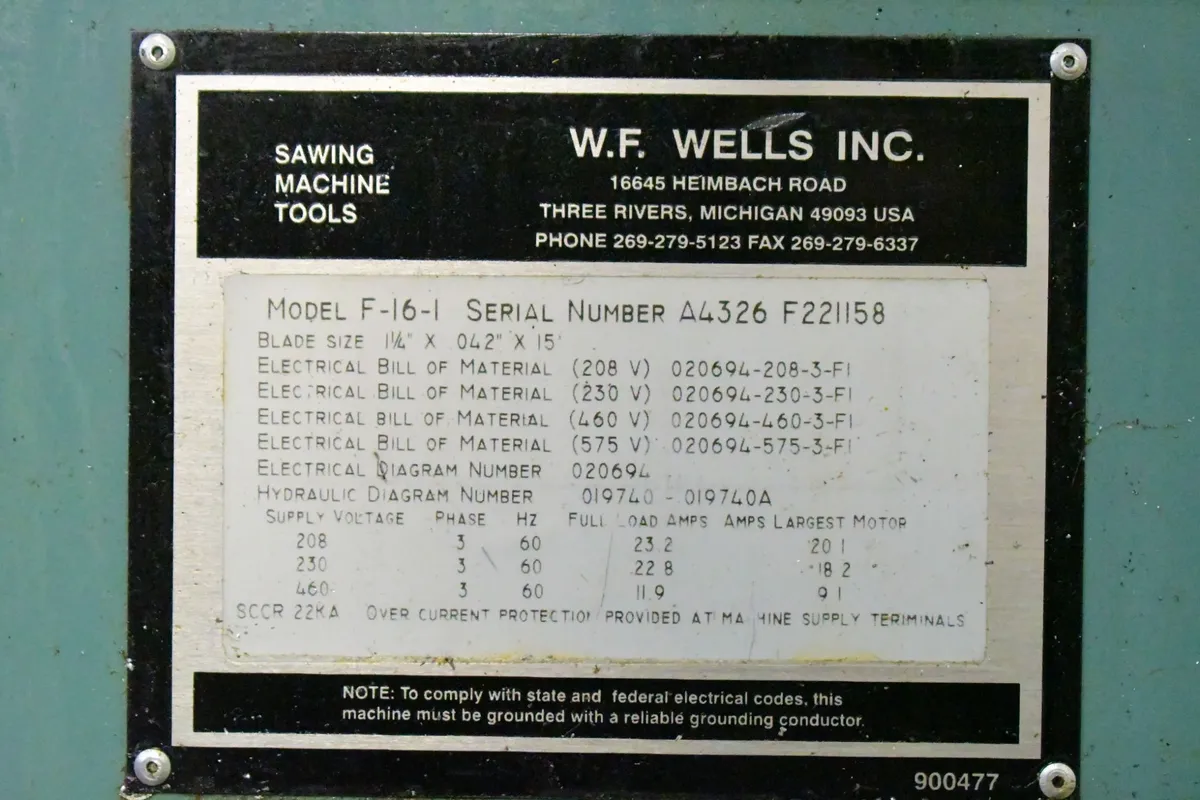 SAWING
MACHINE
TOOLS
W.F. WELLS INC.
16645 HEIMBACH ROAD
THREE RIVERS, MICHIGAN 49093 USA
PHONE 269-279-5123 FAX 269-279-6337
MODEL F-16-1 SERIAL NUMBER A4326 F221158
BLADE SIZE 1¼" X .042" X 15'
ELECTRICAL BILL OF MATERIAL (208 V) 020694-208-3-F1
ELECTRICAL BILL OF MATERIAL (230 V) 020694-230-3-F1
ELECTRICAL BILL OF MATERIAL (460 V) 020694-460-3-F1
ELECTRICAL BILL OF MATERIAL (575 V) 020694-575-3-F1
ELECTRICAL DIAGRAM NUMBER 020694
HYDRAULIC DIAGRAM NUMBER 019740 - 019740A
SUPPLY VOLTAGE PHASE HZ FULL LOAD AMPS AMPS LARGEST MOTOR
208 3 60 23.2 20.1
230 3 60 22.8 18.2
460 3 60 11.9 9.1
SCCR 22KA OVER CURRENT PROTECTION PROVIDED AT MACHINE SUPPLY TERIMINALS
NOTE: To comply with state and federal electrical codes, this
machine must be grounded with a reliable grounding conductor.
900477